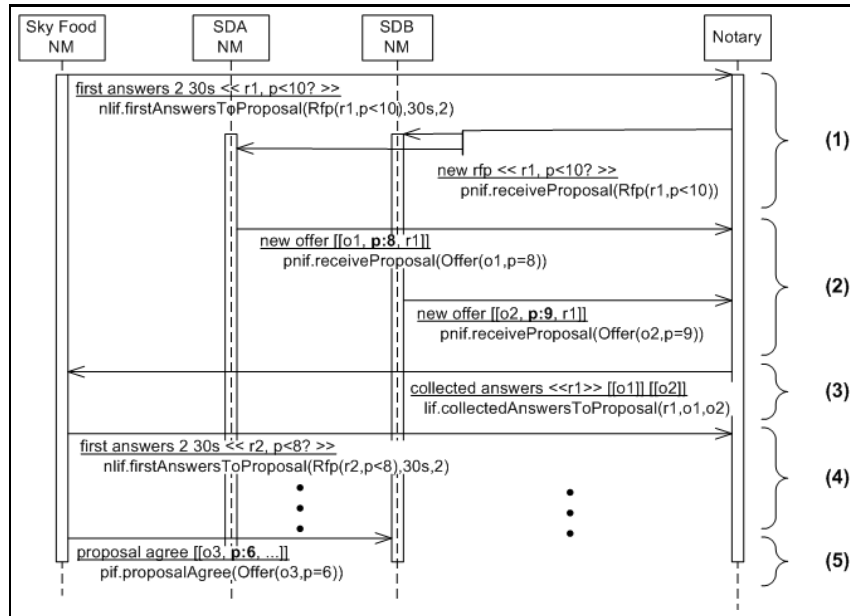 Sky Food
NM
SDA
NM
SDB
NM
Notary
first answers 2 30s << r1, p<10? >>
nlif.firstAnswersToProposal(Rfp(r1,p<10),30s,2)
(1)
new rfp << r1, p<10? >>
pnif.receiveProposal(Rfp(r1,p<10))
new offer [[o1, p:8, r1]]
pnif.receiveProposal(Offer(o1,p=8))
(2)
new offer [[o2, p:9, r1]]
pnif.receiveProposal(Offer(o2,p=9))
collected answers <<r1>> [[o1]] [[o2]]
(3)
lif.collectedAnswersToProposal(r1,o1,o2)
first answers 2 30s << r2, p<8? >>
nlif.firstAnswersToProposal(Rfp(r2,p<8),30s,2)
(4)
proposal agree [[o3, p:6, ...]]
(5)
pif.proposalAgree(Offer(o3,p=6))